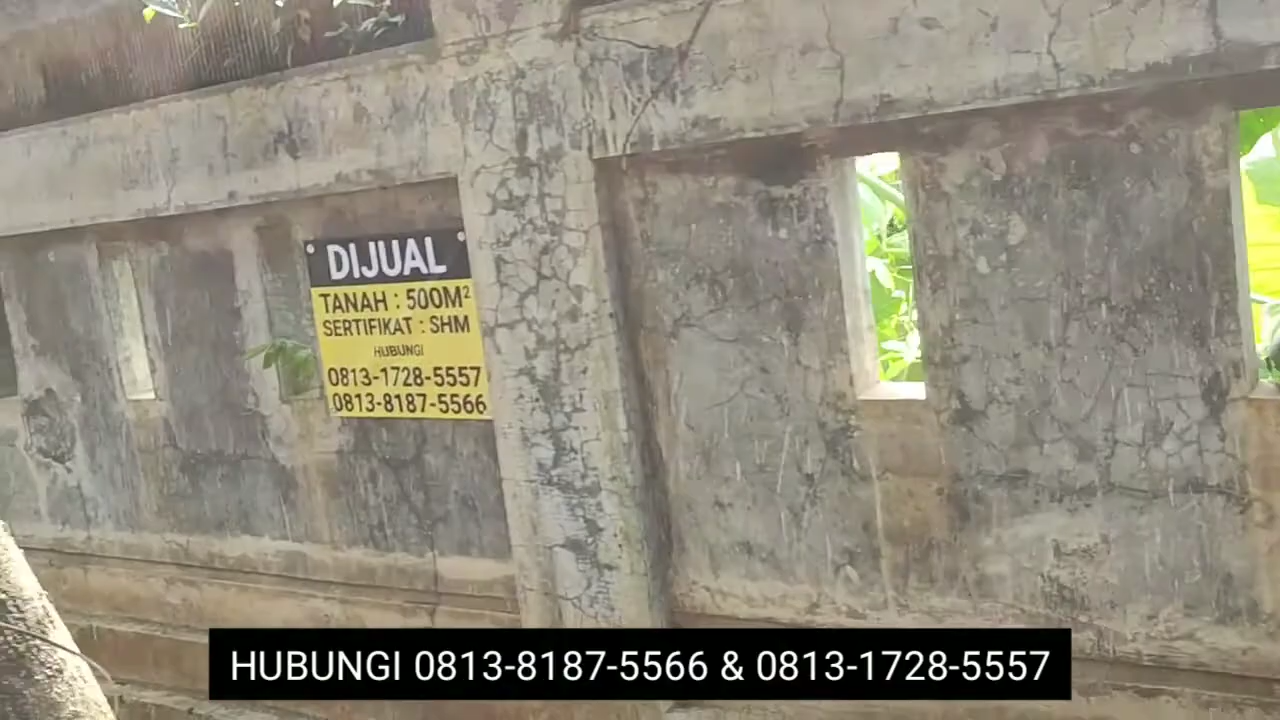 DIJUAL
TANAH : 500M²
SERTIFIKAT : SHM
HUBUNGI
0813-1728-5557
0813-8187-5566
HUBUNGI 0813-8187-5566 & 0813-1728-5557